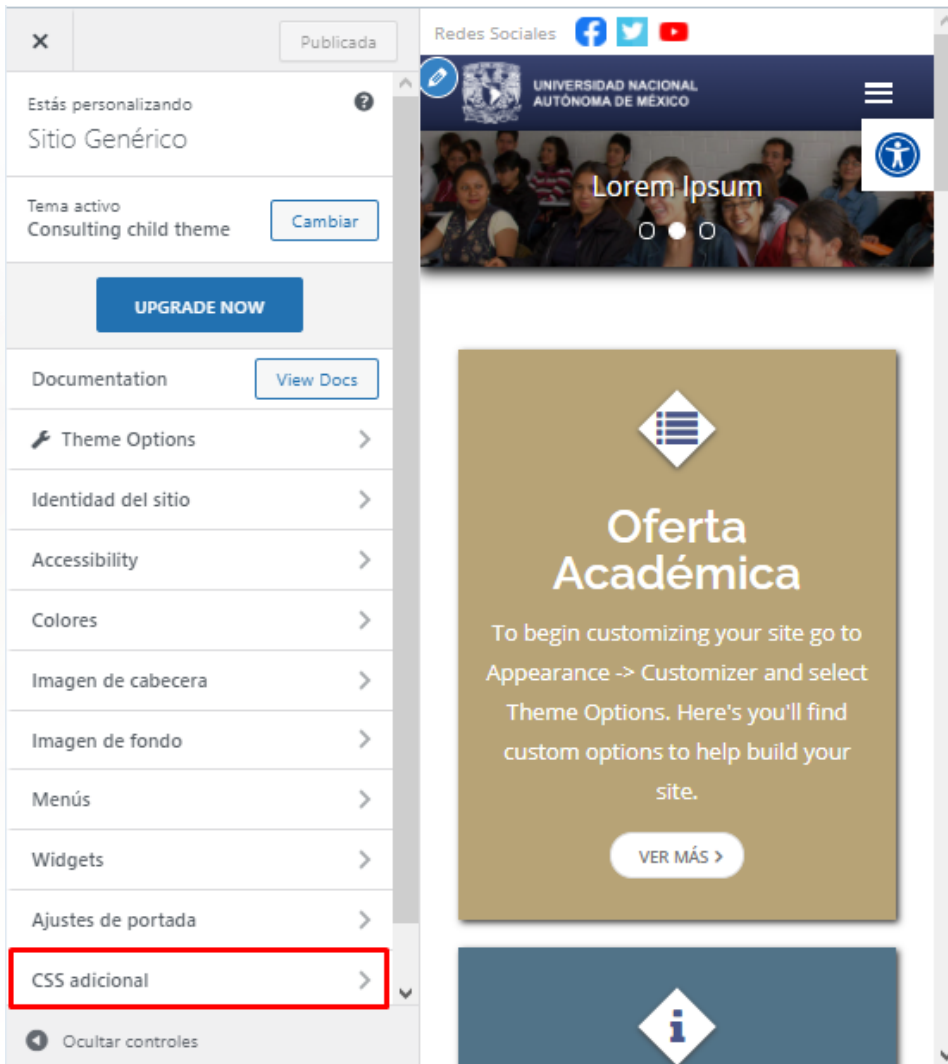 Publicada
Estás personalizando
Sitio Genérico
Tema activo
Consulting child theme
Cambiar
UPGRADE NOW
Documentation
View Docs
Theme Options
Identidad del sitio
Accessibility
Colores
Imagen de cabecera
Imagen de fondo
Menús
Widgets
Ajustes de portada
CSS adicional
Ocultar controles
Redes Sociales
UNIVERSIDAD NACIONAL
AUTÓNOMA DE MÉXICO
Lorem Ipsum
Oferta
Académica
To begin customizing your site go to
Appearance -> Customizer and select
Theme Options. Here's you'll find
custom options to help build your
site.
VER MÁS >